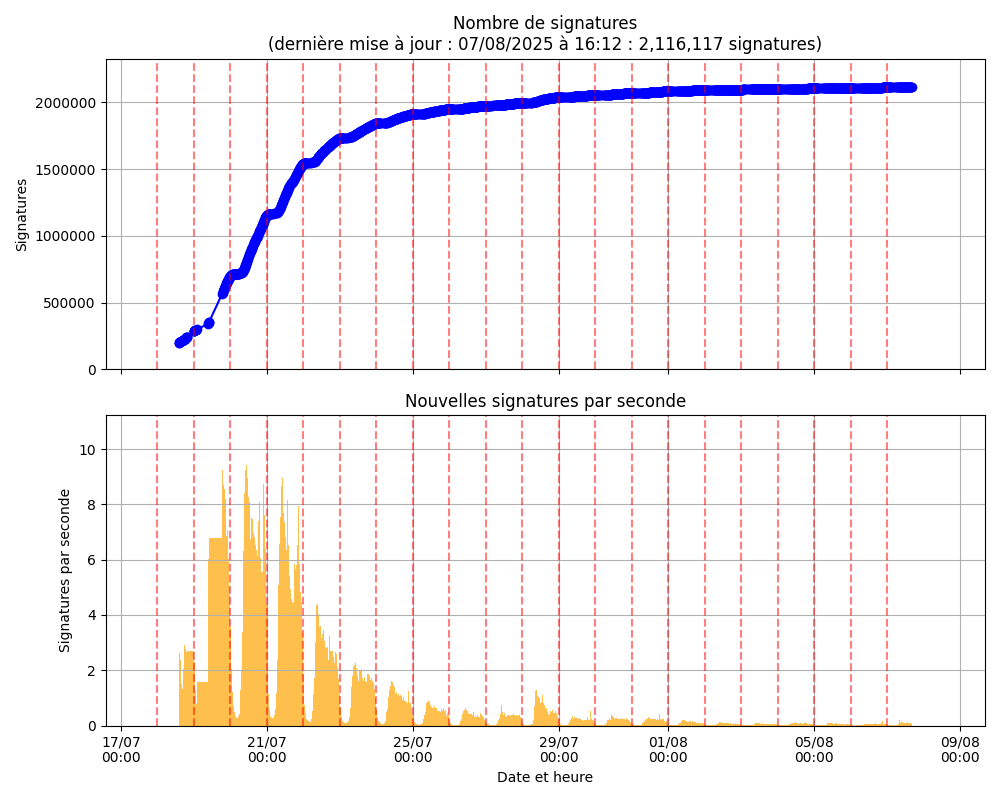 Nombre de signatures
(dernière mise à jour : 07/08/2025 à 16:12 : 2,116,117 signatures)
2000000
1500000
1000000
500000
0
Signatures
Nouvelles signatures par seconde
10
8
6
4
2
0
Signatures par seconde
17/07 21/07 25/07 29/07 01/08 05/08 09/08
00:00 00:00 00:00 00:00 00:00 00:00 00:00
Date et heure